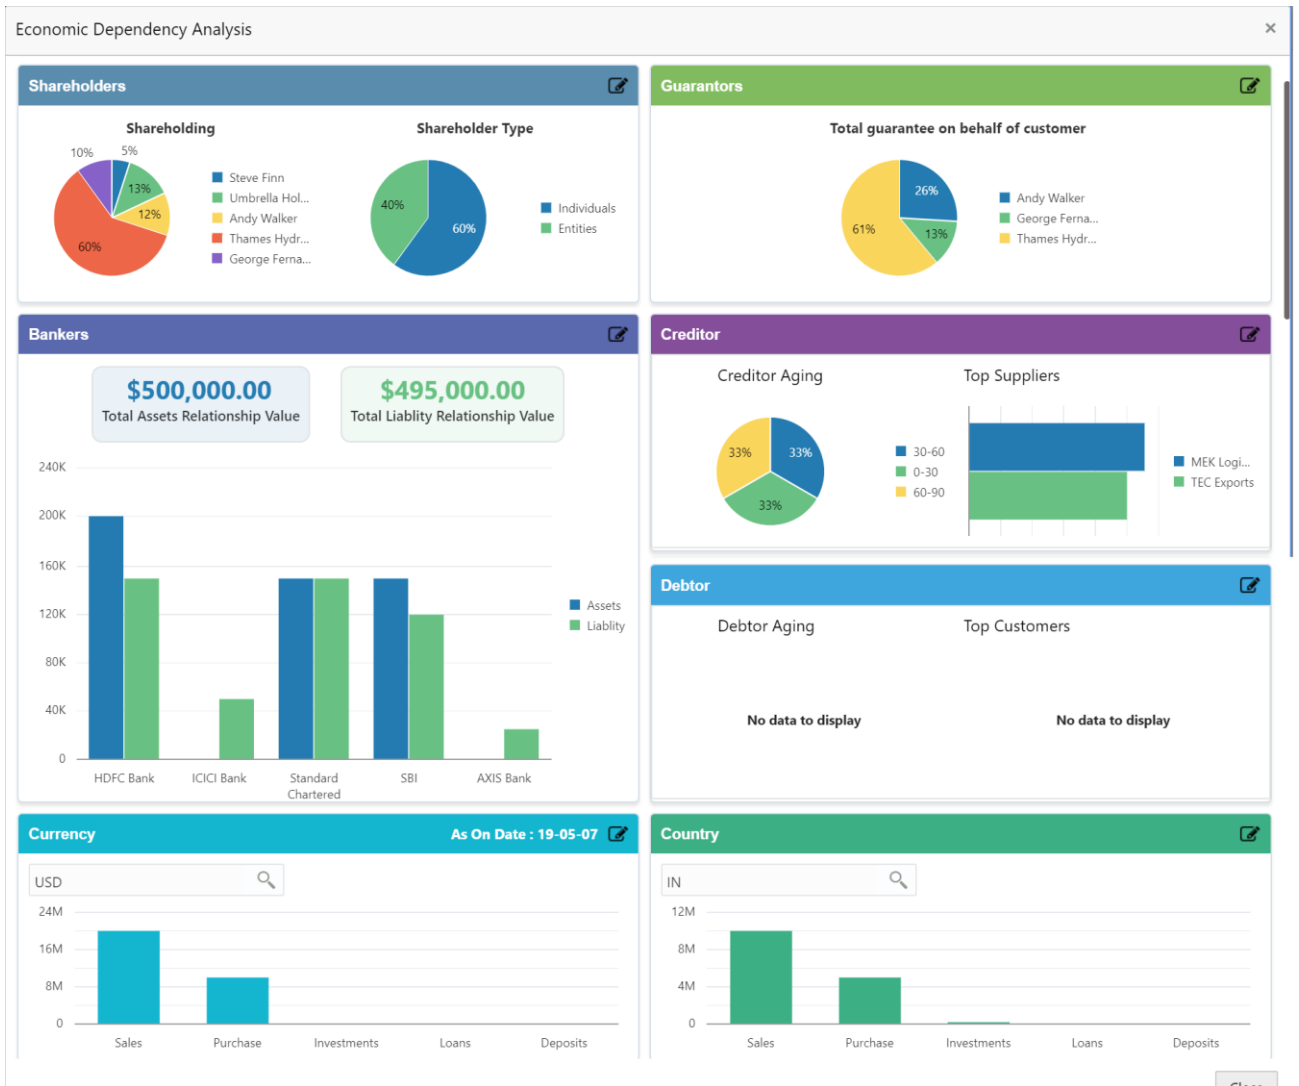 Economic Dependency Analysis
×
Shareholders
Shareholding
Shareholder Type
10%
5%
13%
12%
60%
Steve Finn
Umbrella Hol...
Andy Walker
Thames Hydr...
George Ferna...
40%
60%
Individuals
Entities
Guarantors
Total guarantee on behalf of customer
26%
61%
13%
Andy Walker
George Ferna...
Thames Hydr...
Bankers
$500,000.00
Total Assets Relationship Value
$495,000.00
Total Liablity Relationship Value
240K
200K
160K
120K
80K
40K
0
HDFC Bank
ICICI Bank
Standard
Chartered
SBI
AXIS Bank
Assets
Liablity
Creditor
Creditor Aging
Top Suppliers
33%
33%
33%
30-60
0-30
60-90
MEK Logi...
TEC Exports
Debtor
Debtor Aging
Top Customers
No data to display
No data to display
Currency
As On Date : 19-05-07
USD
24M
16M
8M
0
Sales
Purchase
Investments
Loans
Deposits
Country
IN
12M
8M
4M
0
Sales
Purchase
Investments
Loans
Deposits
Close